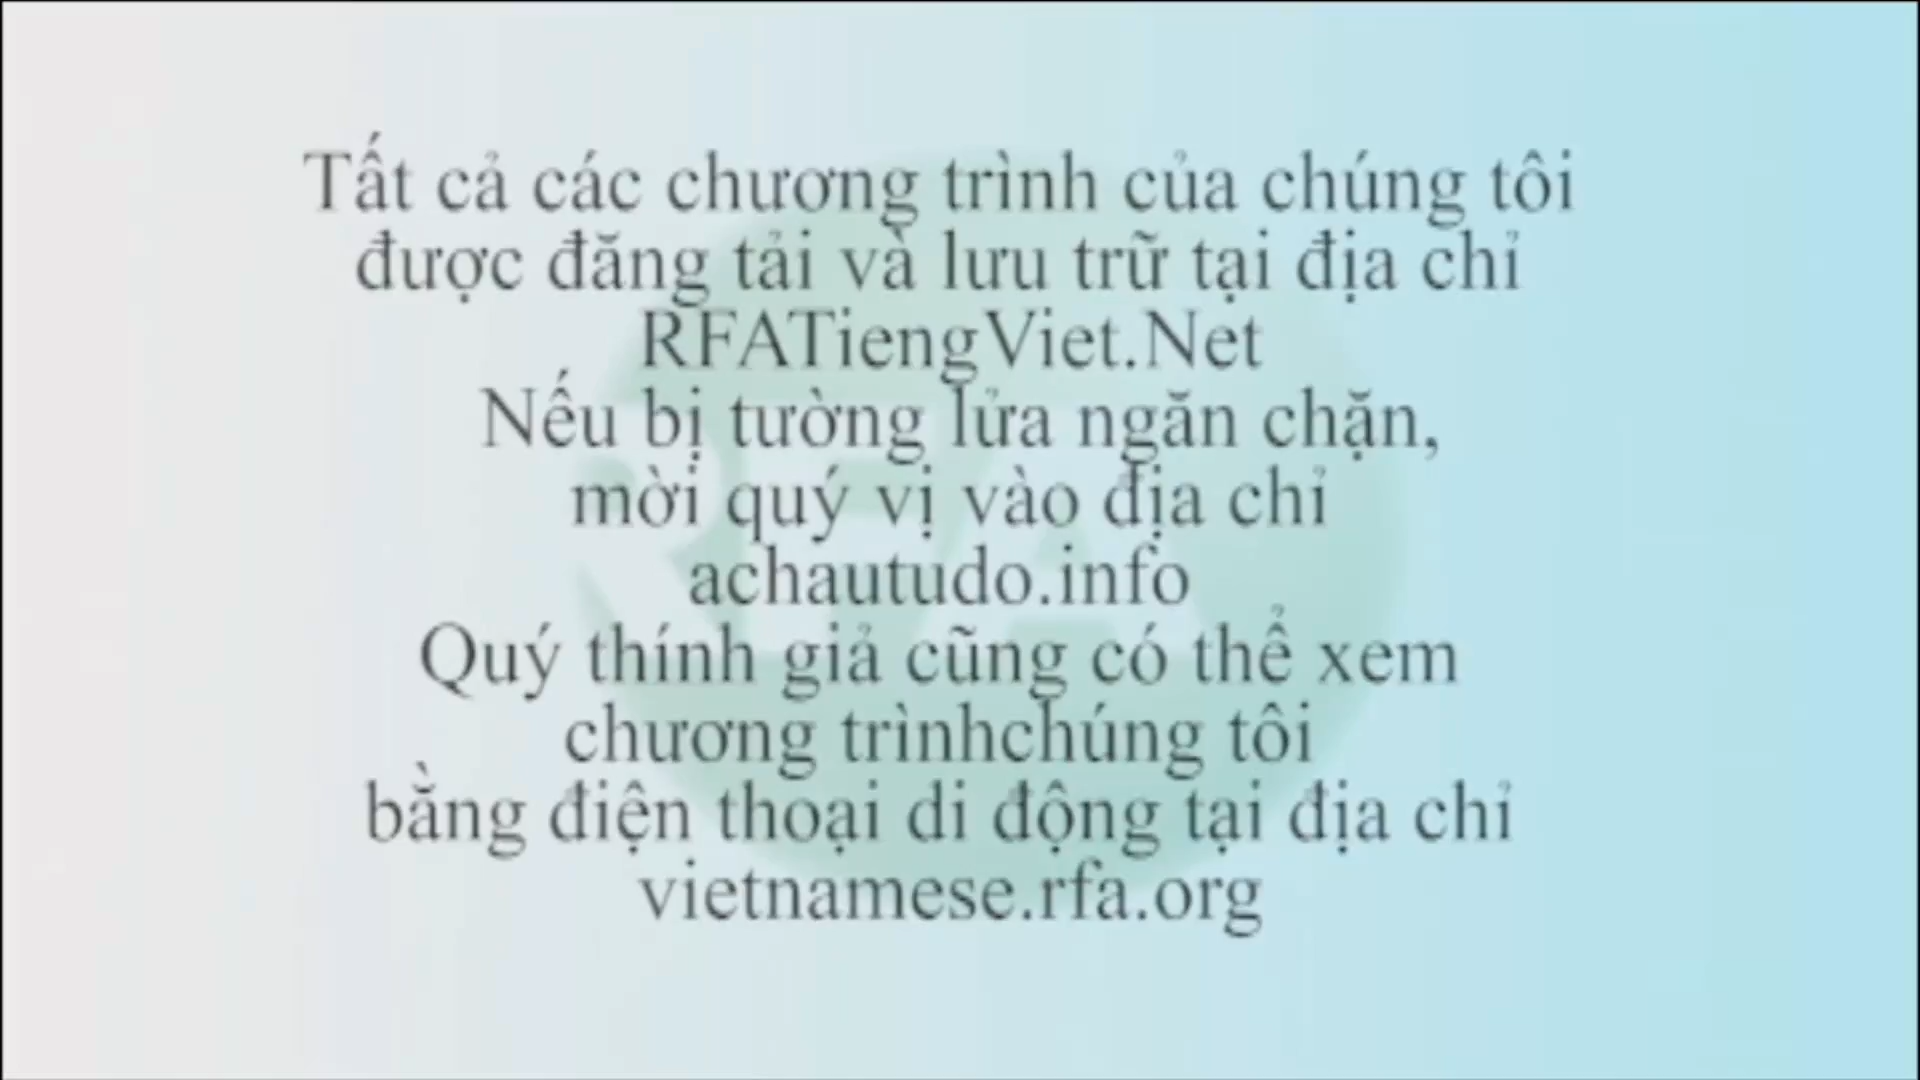 Tất cả các chương trình của chúng tôi
được đăng tải và lưu trữ tại địa chỉ
RFATiengViet.Net
Nếu bị tường lửa ngăn chặn,
mời quý vị vào địa chỉ
achautudo.info
Quý thính giả cũng có thể xem
chương trìnhchúng tôi
bằng điện thoại di động tại địa chỉ
vietnamese.rfa.org
RFA